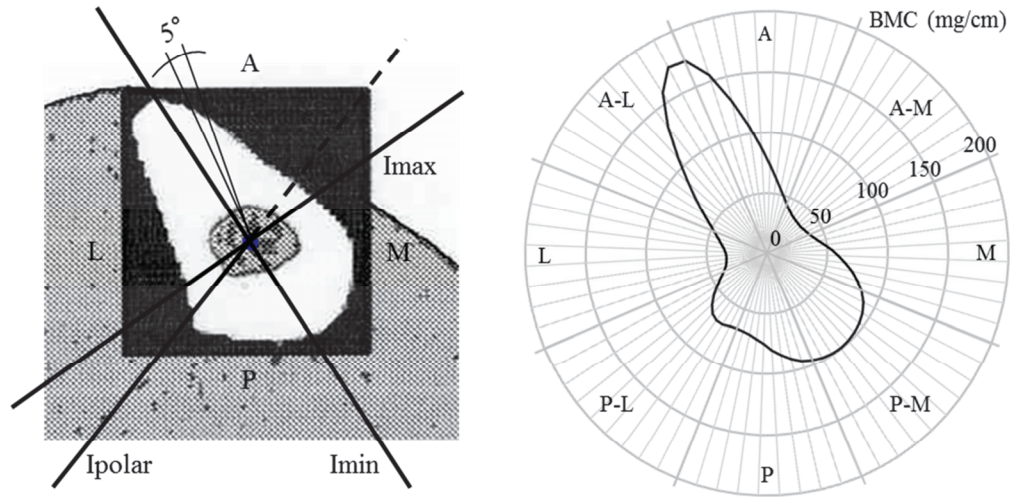 5°
A
Imax
L
M
P
Ipolar
Imin
BMC (mg/cm)
A
A-L
A-M
200
150
100
50
0
L
M
P-L
P-M
P